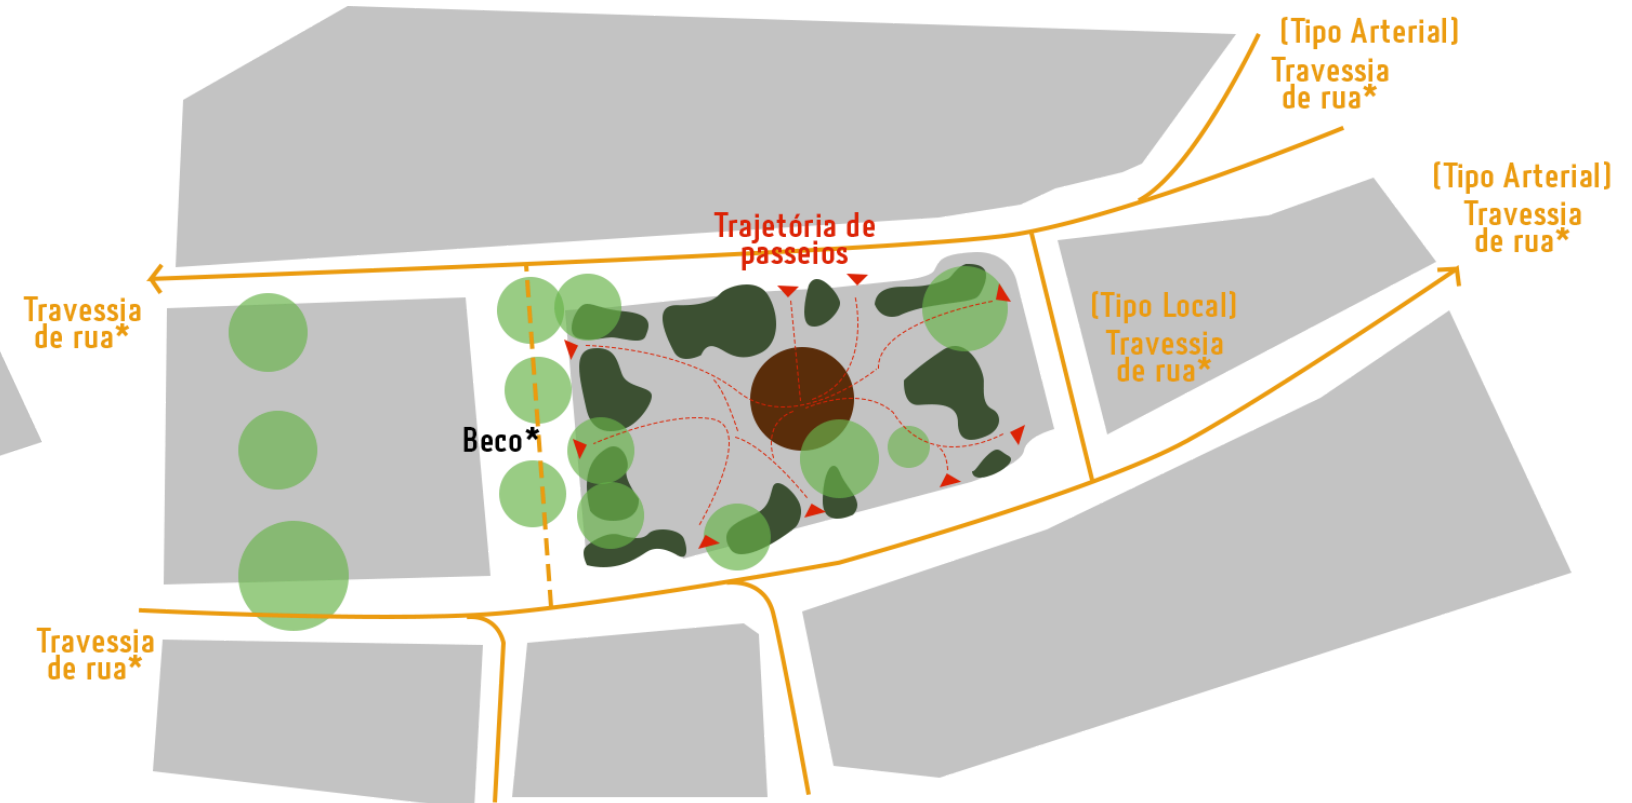 (Tipo Arterial)
Travessia
de rua*
(Tipo Arterial)
Travessia
de rua*
Trajetória de
passeios
Travessia
de rua*
(Tipo Local)
Travessia
de rua*
Beco*
Travessia
de rua*